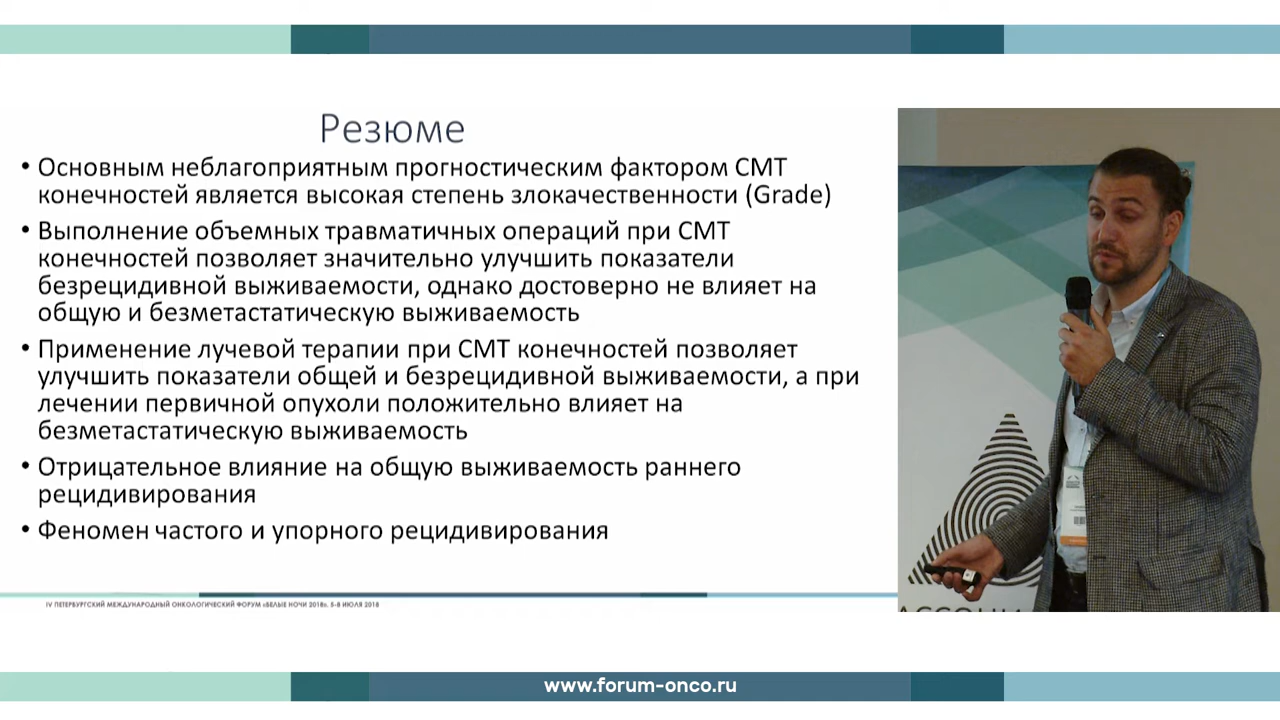 Резюме
• Основным неблагоприятным прогностическим фактором СМТ
конечностей является высокая степень злокачественности (Grade)
• Выполнение объемных травматичных операций при СМТ
конечностей позволяет значительно улучшить показатели
безрецидивной выживаемости, однако достоверно не влияет на
общую и безметастатическую выживаемость
• Применение лучевой терапии при СМТ конечностей позволяет
улучшить показатели общей и безрецидивной выживаемости, а при
лечении первичной опухоли положительно влияет на
безметастатическую выживаемость
• Отрицательное влияние на общую выживаемость раннего
рецидивирования
• Феномен частого и упорного рецидивирования
IV ПЕТЕРБУРГСКИЙ МЕЖДУНАРОДНЫЙ ОНКОЛОГИЧЕСКИЙ ФОРУМ «БЕЛЫЕ НОЧИ 2018». 5-8 ИЮЛЯ 2018
www.forum-onco.ru